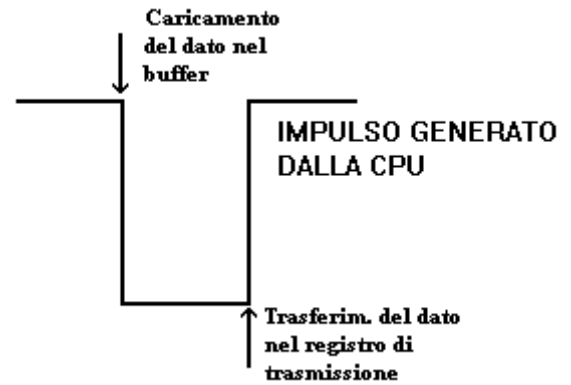 Caricamento
del dato nel
buffer
IMPULSO GENERATO
DALLA CPU
Trasferim. del dato
nel registro di
trasmissione